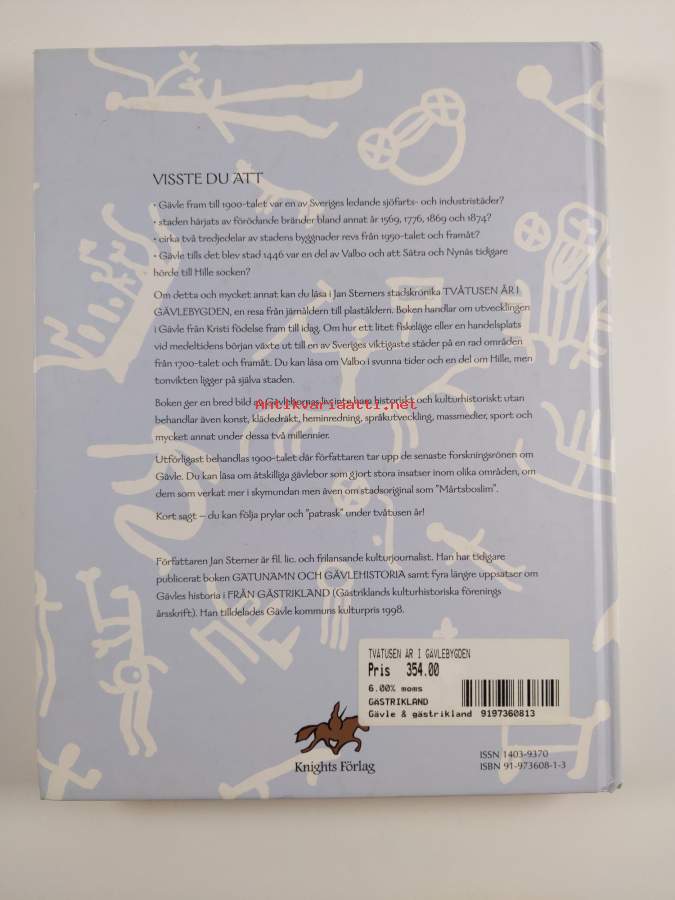 VISSTE DU ATT
• Gävle fram till 1900-talet var en av Sveriges ledande sjöfarts- och industristäder?
• staden härjats av förödande bränder bland annat år 1569, 1776, 1869 och 1874?
• cirka två tredjedelar av stadens byggnader revs från 1950-talet och framåt?
• Gävle tills det blev stad 1446 var en del av Valbo och att Sätra och Nynäs tidigare
hörde till Hille socken?
Om detta och mycket annat kan du läsa i Jan Sterners stadskrönika TVÅTUSEN ÅR I
GÄVLEBYGDEN, en resa från järnåldern till plaståldern. Boken handlar om utvecklingen
i Gävle från Kristi födelse fram till idag. Om hur ett litet fiskeläge eller en handelsplats
vid medeltidens början växte ut till en av Sveriges viktigaste städer på en rad områden
från 1700-talet och framåt. Du kan läsa om Valbo i svunna tider och en del om Hille, men
tonvikten ligger på själva staden.
Boken ger en bred bild av Gävlebornas liv inte bara historiskt och kulturhistoriskt utan
Antikvariaatti.net
behandlar även konst, klädedräkt, heminredning, språkutveckling, massmedier, sport och
mycket annat under dessa två millennier.
Utförligast behandlas 1900-talet där författaren tar upp de senaste forskningsrönen om
Gävle. Du kan läsa om åtskilliga gävlebor som gjort stora insatser inom olika områden, om
dem som verkat mer i skymundan men även om stadsoriginal som "Mårtsboslim".
Kort sagt – du kan följa prylar och "patrask" under tvåtusen år!
Författaren Jan Sterner är fil. lic. och frilansande kulturjournalist. Han har tidigare
publicerat boken GATUNAMN OCH GÄVLEHISTORIA samt fyra längre uppsatser om
Gävles historia i FRÅN GÄSTRIKLAND (Gästriklands kulturhistoriska förenings
årsskrift). Han tilldelades Gävle kommuns kulturpris 1998.
TVÅTUSEN ÅR I GÄVLEBYGDEN
Pris 354.00
6.00% moms
GÄSTRIKLAND
Gävle & gästrikland 9197360813
Knights Förlag
ISSN 1403-9370
ISBN 91-973608-1-3